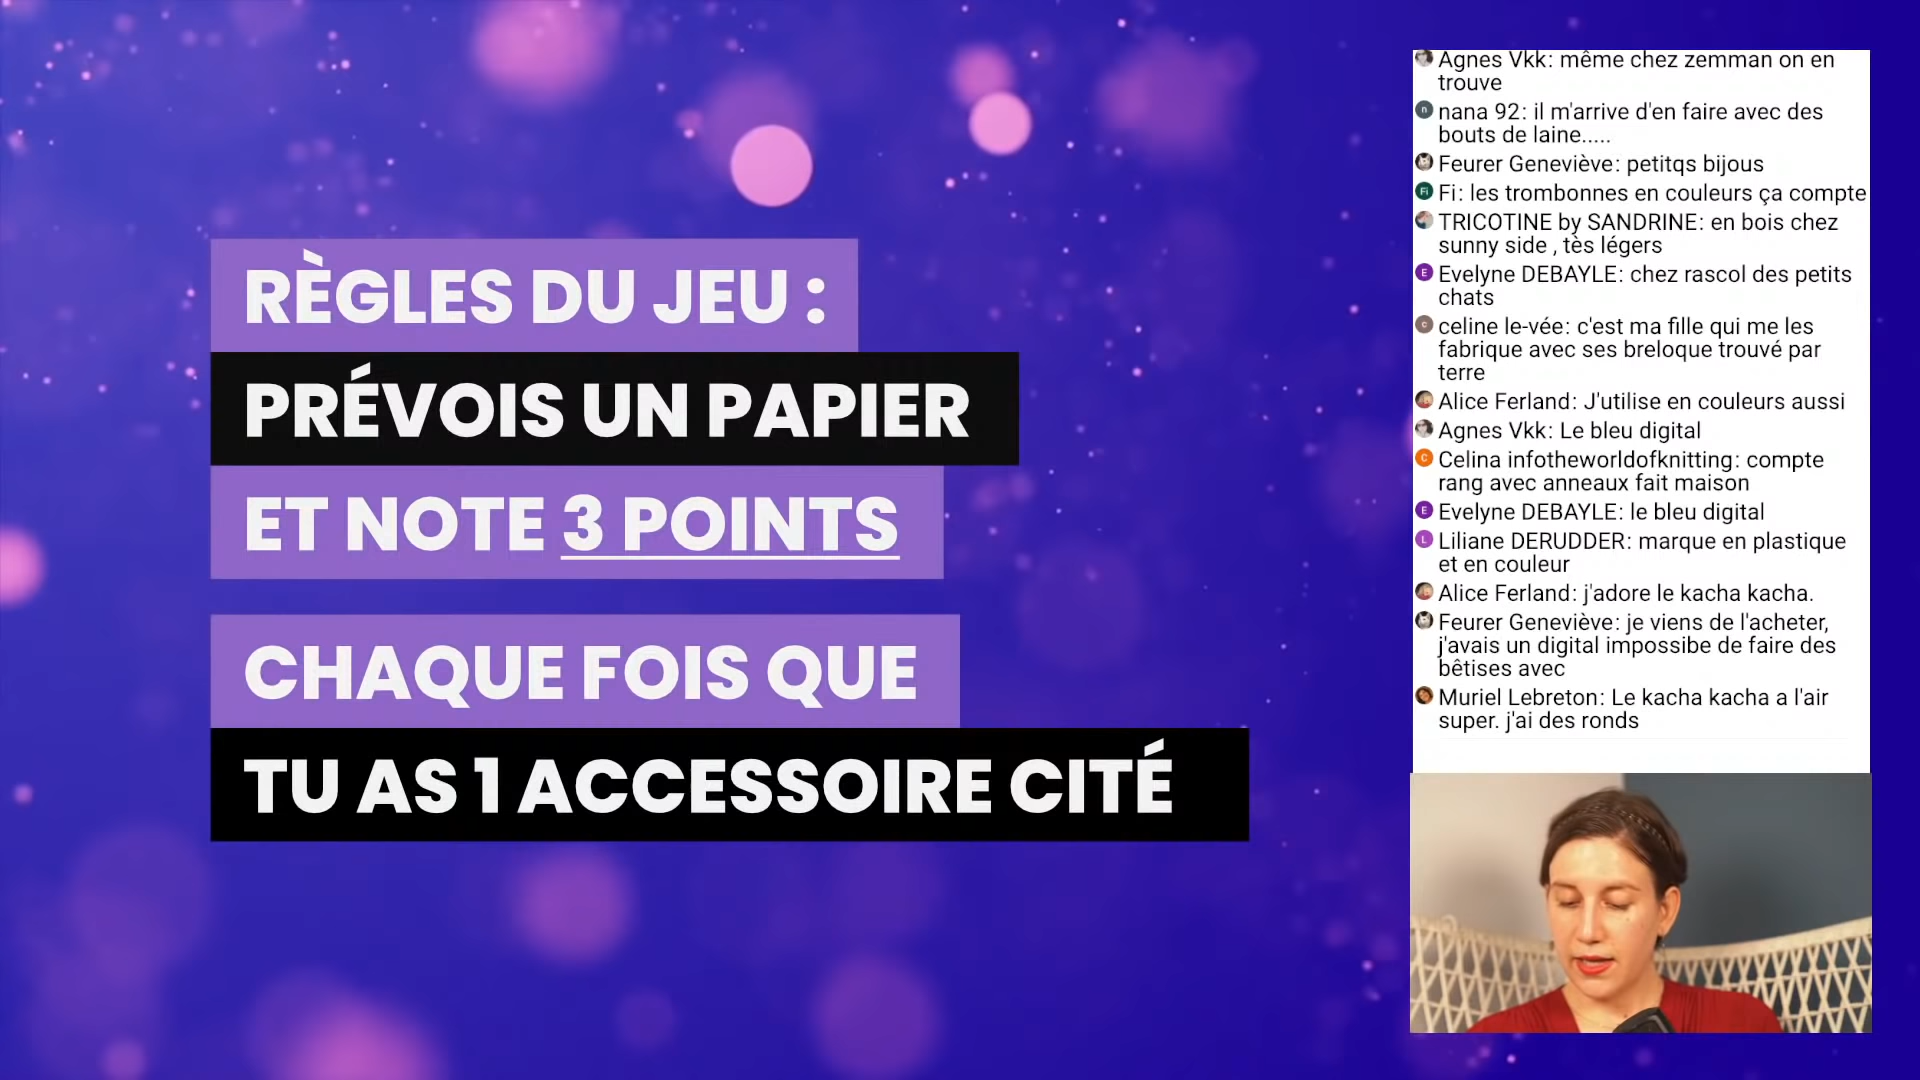 RÈGLES DU JEU :
PRÉVOIS UN PAPIER
ET NOTE 3 POINTS
CHAQUE FOIS QUE
TU AS 1 ACCESSOIRE CITÉ
Agnes Vkk: même chez zemman on en
trouve
nana 92: il m'arrive d'en faire avec des
bouts de laine.....
Feurer Geneviève: petitqs bijous
Fi: les trombonnes en couleurs ça compte
TRICOTINE by SANDRINE: en bois chez
sunny side , tès légers
Evelyne DEBAYLE: chez rascol des petits
chats
celine le-vée: c'est ma fille qui me les
fabrique avec ses breloque trouvé par
terre
Alice Ferland: J'utilise en couleurs aussi
Agnes Vkk: Le bleu digital
Celina infotheworldofknitting: compte
rang avec anneaux fait maison
Evelyne DEBAYLE: le bleu digital
Liliane DERUDDER: marque en plastique
et en couleur
Alice Ferland: j'adore le kacha kacha.
Feurer Geneviève: je viens de l'acheter,
j'avais un digital impossibe de faire des
bêtises avec
Muriel Lebreton: Le kacha kacha a l'air
super. j'ai des ronds